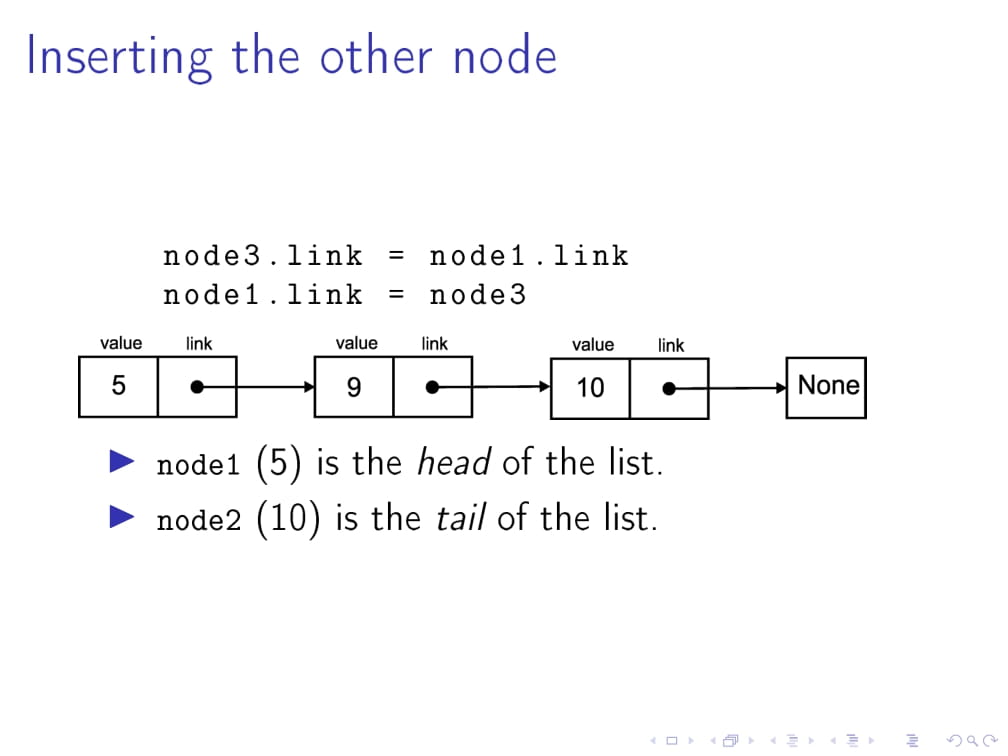 Inserting the other node
node3.link = node1.link
node1.link = node3
value link value link value link
5 9 10 None
node1 (5) is the head of the list.
node2 (10) is the tail of the list.